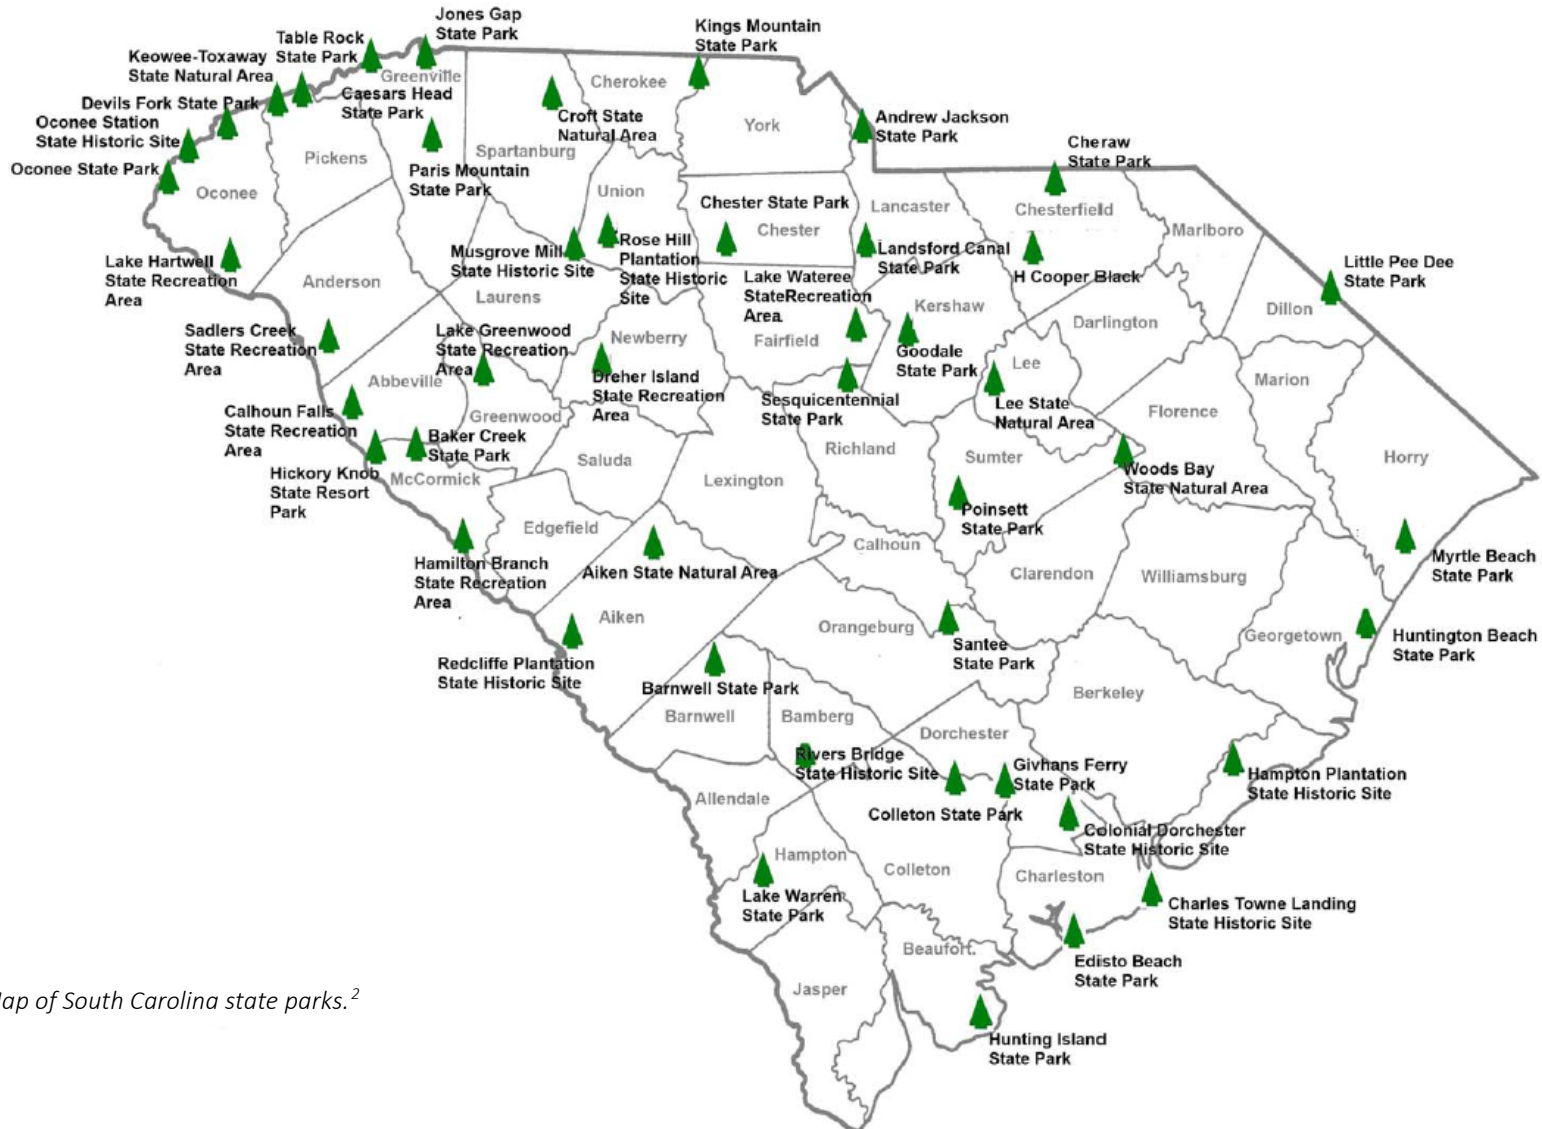 Jones Gap
State Park
Kings Mountain
State Park
Table Rock
State Park
Keowee-Toxaway
State Natural Area
Greenville
Caesars Head
State Park
Cherokee
Devils Fork State Park
Oconee Station
State Historic Site
Croft State
Natural Area
York
Andrew Jackson
State Park
Cheraw
State Park
Oconee State Park
Oconee
Pickens
Paris Mountain
State Park
Spartanburg
Union
Chester State Park
Chester
Lancaster
Chesterfield
Marlboro
Lake Hartwell
State Recreation
Area
Anderson
Musgrove Mill
State Historic Site
Rose Hill
Plantation
State Historic
Site
Laurens
Landsford Canal
State Park
H Cooper Black
Little Pee Dee
State Park
Lake Wateree
StateRecreation
Area
Kershaw
Darlington
Dillon
Sadlers Creek
State Recreation
Area
Lake Greenwood
State Recreation
Area
Newberry
Fairfield
Goodale
State Park
Lee
Marion
Abbeville
Dreher Island
State Recreation
Area
Sesquicentennial
State Park
Lee State
Natural Area
Florence
Calhoun Falls
State Recreation
Area
Greenwood
Baker Creek
State Park
Saluda
Richland
Sumter
Horry
Hickory Knob
State Resort
Park
McCormick
Lexington
Woods Bay
State Natural Area
Poinsett
State Park
Edgefield
Calhoun
Myrtle Beach
State Park
Hamilton Branch
State Recreation
Area
Aiken State Natural Area
Clarendon
Williamsburg
Aiken
Orangeburg
Santee
State Park
Georgetown
Huntington Beach
State Park
Redcliffe Plantation
State Historic Site
Barnwell State Park
Berkeley
Barnwell
Bamberg
Dorchester
Rivers Bridge
State Historic Site
Givhans Ferry
State Park
Hampton Plantation
State Historic Site
Allendale
Colleton State Park
Colonial Dorchester
State Historic Site
Hampton
Colleton
Charleston
Lake Warren
State Park
Charles Towne Landing
State Historic Site
Beaufort.
Edisto Beach
State Park
Jasper
Map of South Carolina state parks.2
Hunting Island
State Park